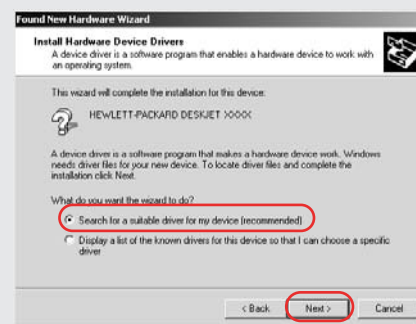 Found New Hardware Wizard
Install Hardware Device Drivers
A device driver is a software program that enables a hardware device to work with
an operating system.
This wizard will complete the installation for this device:
HEWLETT-PACKARD DESKJET XXXX
A device driver is a software program that makes a hardware device work. Windows
needs driver files for your new device. To locate driver files and complete the
installation click Next.
What do you want the wizard to do?
Search for a suitable driver for my device (recommended)
Display a list of the known drivers for this device so that I can choose a specific
driver
< Back
Next >
Cancel